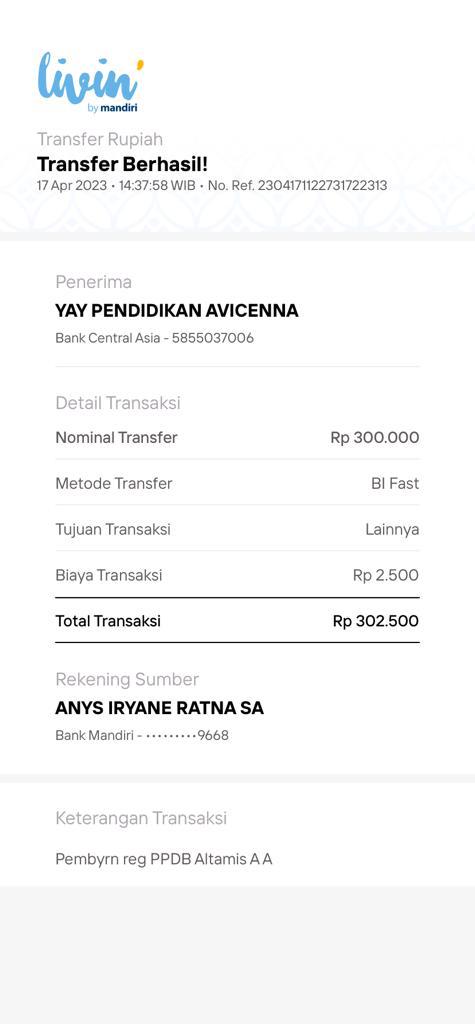 livin'
by mandiri
Transfer Rupiah
Transfer Berhasil!
17 Apr 2023 • 14:37:58 WIB • No. Ref. 2304171122731722313
Penerima
YAY PENDIDIKAN AVICENNA
Bank Central Asia - 5855037006
Detail Transaksi
Nominal Transfer Rp 300.000
Metode Transfer BI Fast
Tujuan Transaksi Lainnya
Biaya Transaksi Rp 2.500
Total Transaksi Rp 302.500
Rekening Sumber
ANYS IRYANE RATNA SA
Bank Mandiri - •••••••••9668
Keterangan Transaksi
Pembyrn reg PPDB Altamis A A